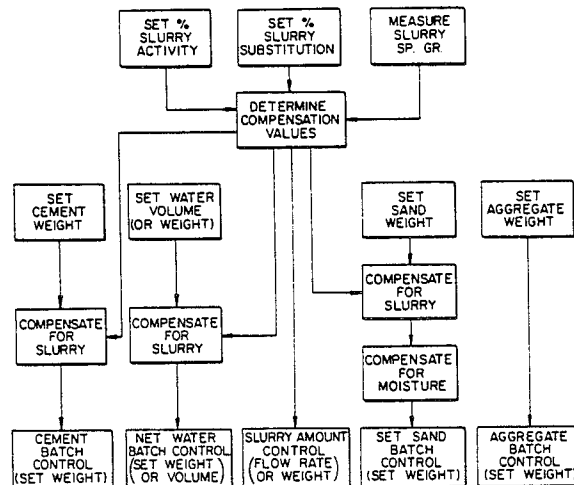 SET %
SLURRY
ACTIVITY
SET %
SLURRY
SUBSTITUTION
MEASURE
SLURRY
SP. GR.
DETERMINE
COMPENSATION
VALUES
SET
CEMENT
WEIGHT
SET WATER
VOLUME
(OR WEIGHT)
SET
SAND
WEIGHT
SET
AGGREGATE
WEIGHT
COMPENSATE
FOR
SLURRY
COMPENSATE
FOR
SLURRY
COMPENSATE
FOR
SLURRY
COMPENSATE
FOR
MOISTURE
CEMENT
BATCH
CONTROL
(SET WEIGHT)
NET WATER
BATCH CONTROL
(SET WEIGHT)
OR VOLUME)
SLURRY AMOUNT
CONTROL
(FLOW RATE)
OR WEIGHT)
SET SAND
BATCH
CONTROL
(SET WEIGHT)
AGGREGATE
BATCH
CONTROL
(SET WEIGHT)